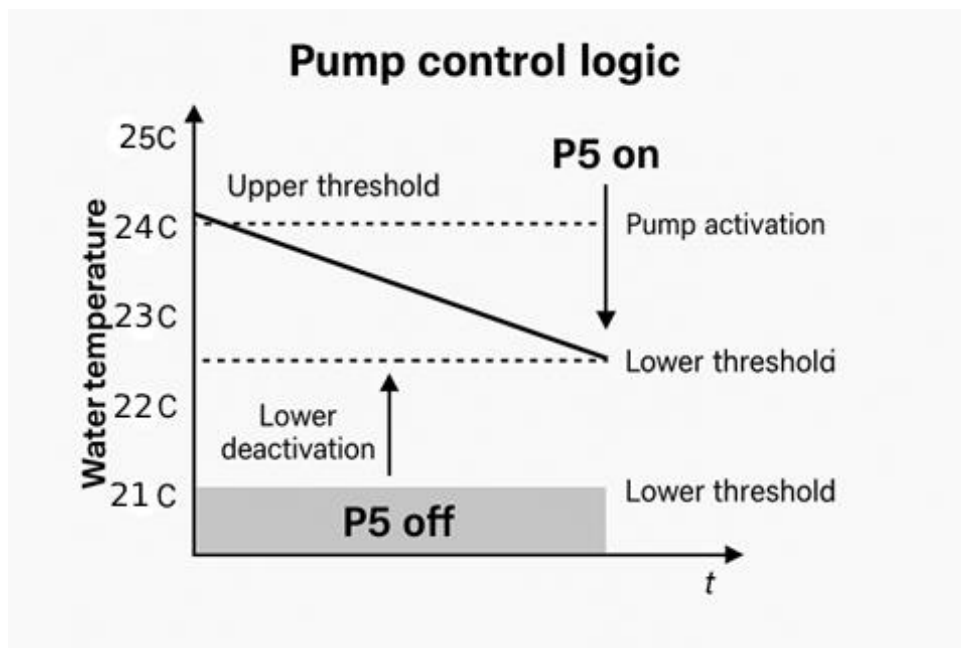 Pump control logic
25C
P5 on
Upper threshold
24C
Pump activation
23C
Lower threshold
Water temperature
22C
Lower
deactivation
21C
Lower threshold
P5 off
t